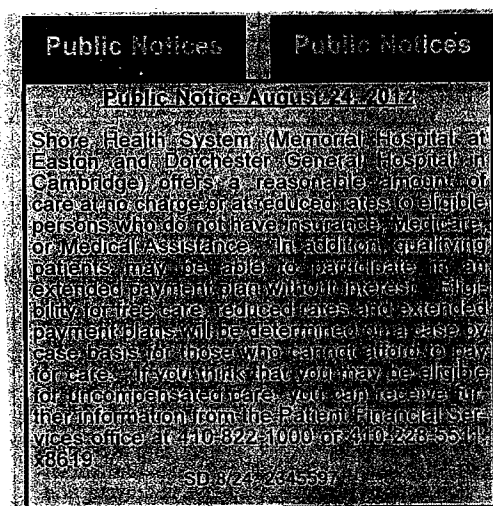 Public Notices Public Notices
Public Notice August 24, 2012
Shore Health System (Memorial Hospital at
Easton and Dorchester General Hospital in
Cambridge) offers a reasonable amount of
care at no charge or at reduced rates to eligible
persons who do not have insurance, Medicare,
or Medical Assistance. In addition, qualifying
patients may be able to participate in an
extended payment plan without interest. Eligi-
bility for free care, reduced rates and extended
payment plans will be determined on a case by
case basis for those who cannot afford to pay
for care. If you think that you may be eligible
for uncompensated care, you can receive fur-
ther information from the Patient Financial Ser-
vices office at 410-822-1000 or 410-228-5511,
x8619.
SD 8/24 2345597